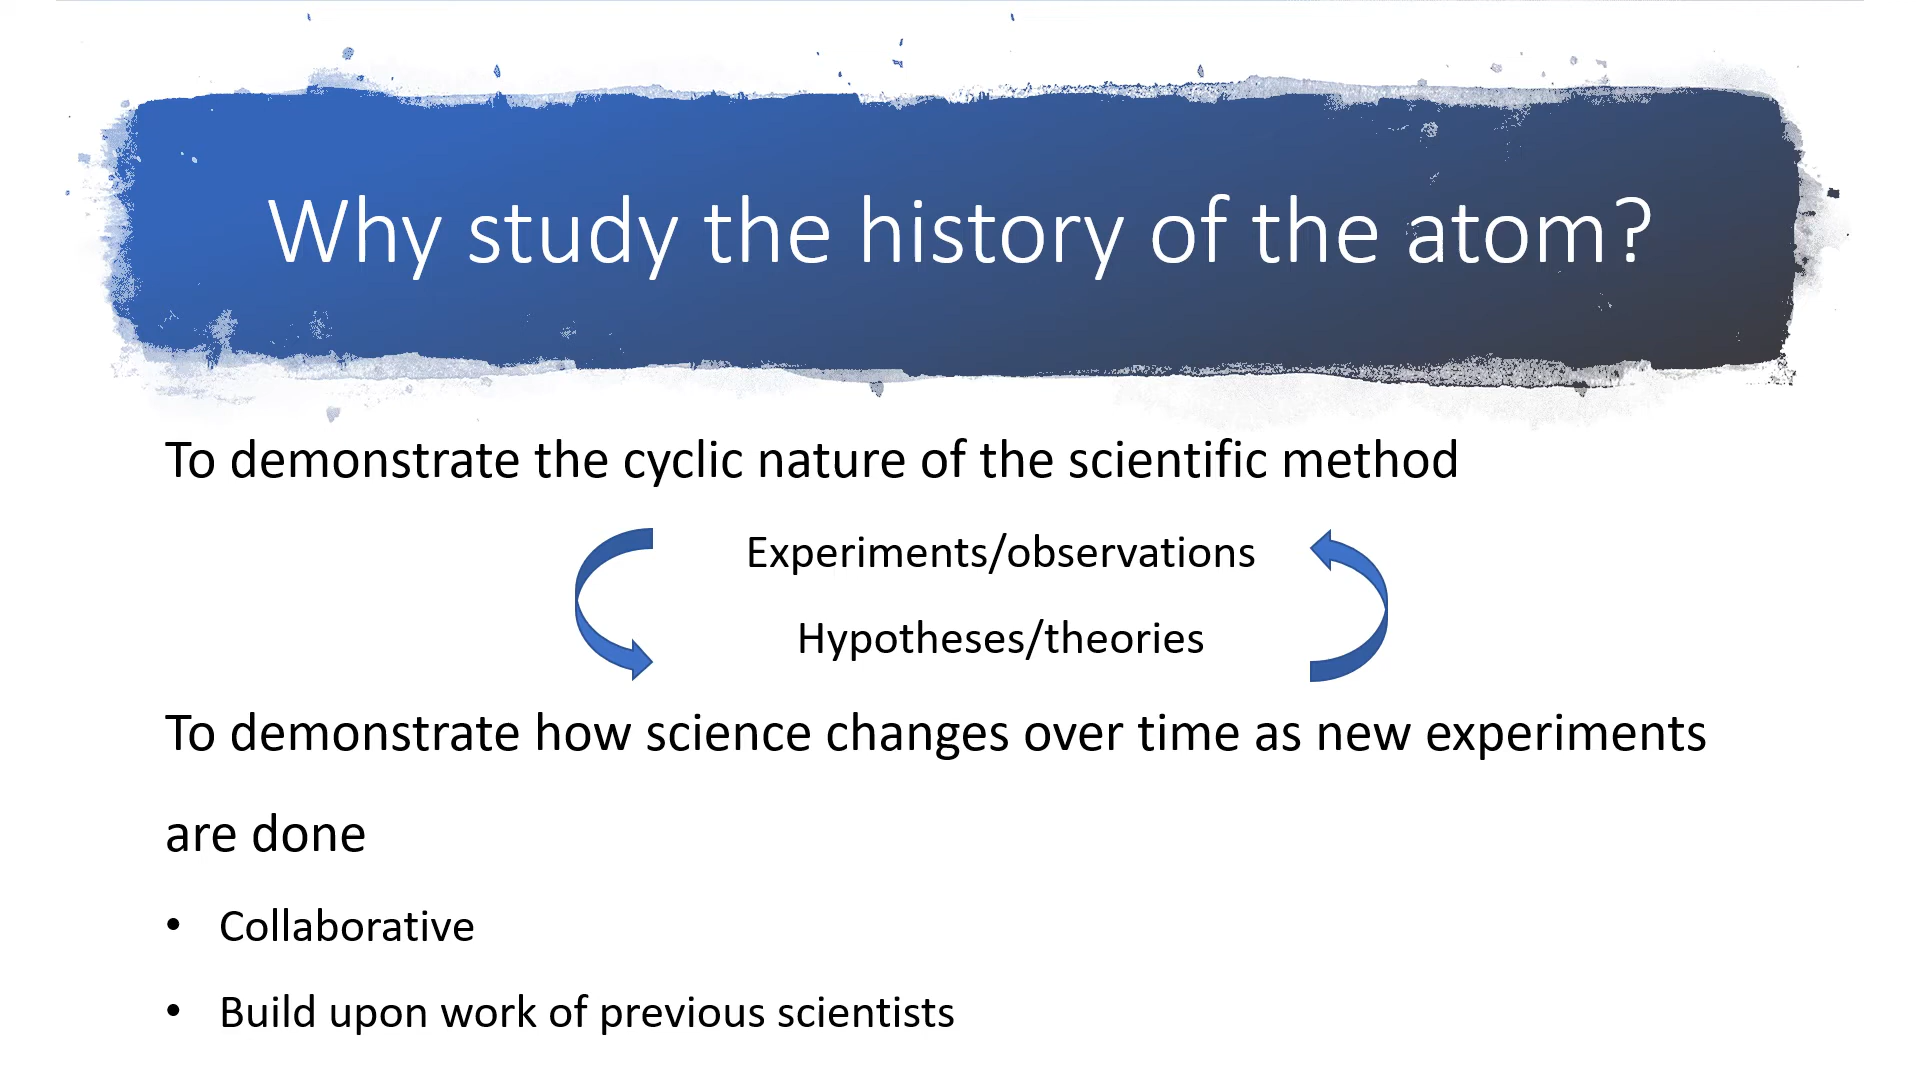 Why study the history of the atom?
To demonstrate the cyclic nature of the scientific method
Experiments/observations
Hypotheses/theories
To demonstrate how science changes over time as new experiments
are done
• Collaborative
• Build upon work of previous scientists